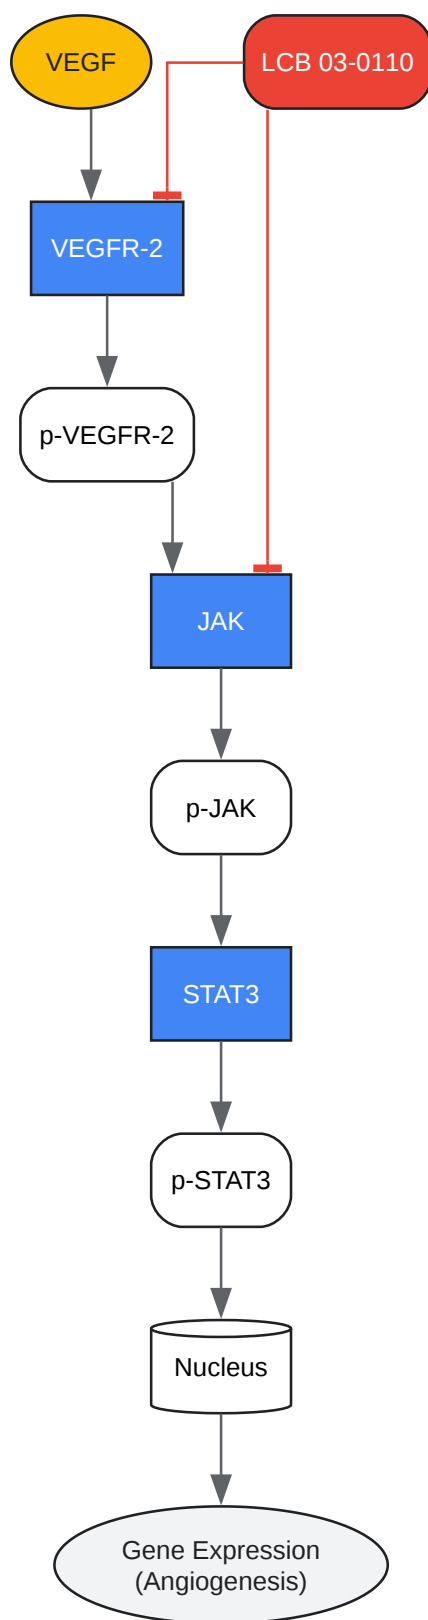 VEGF
LCB 03-0110
VEGFR-2
p-VEGFR-2
JAK
p-JAK
STAT3
p-STAT3
Nucleus
Gene Expression
(Angiogenesis)